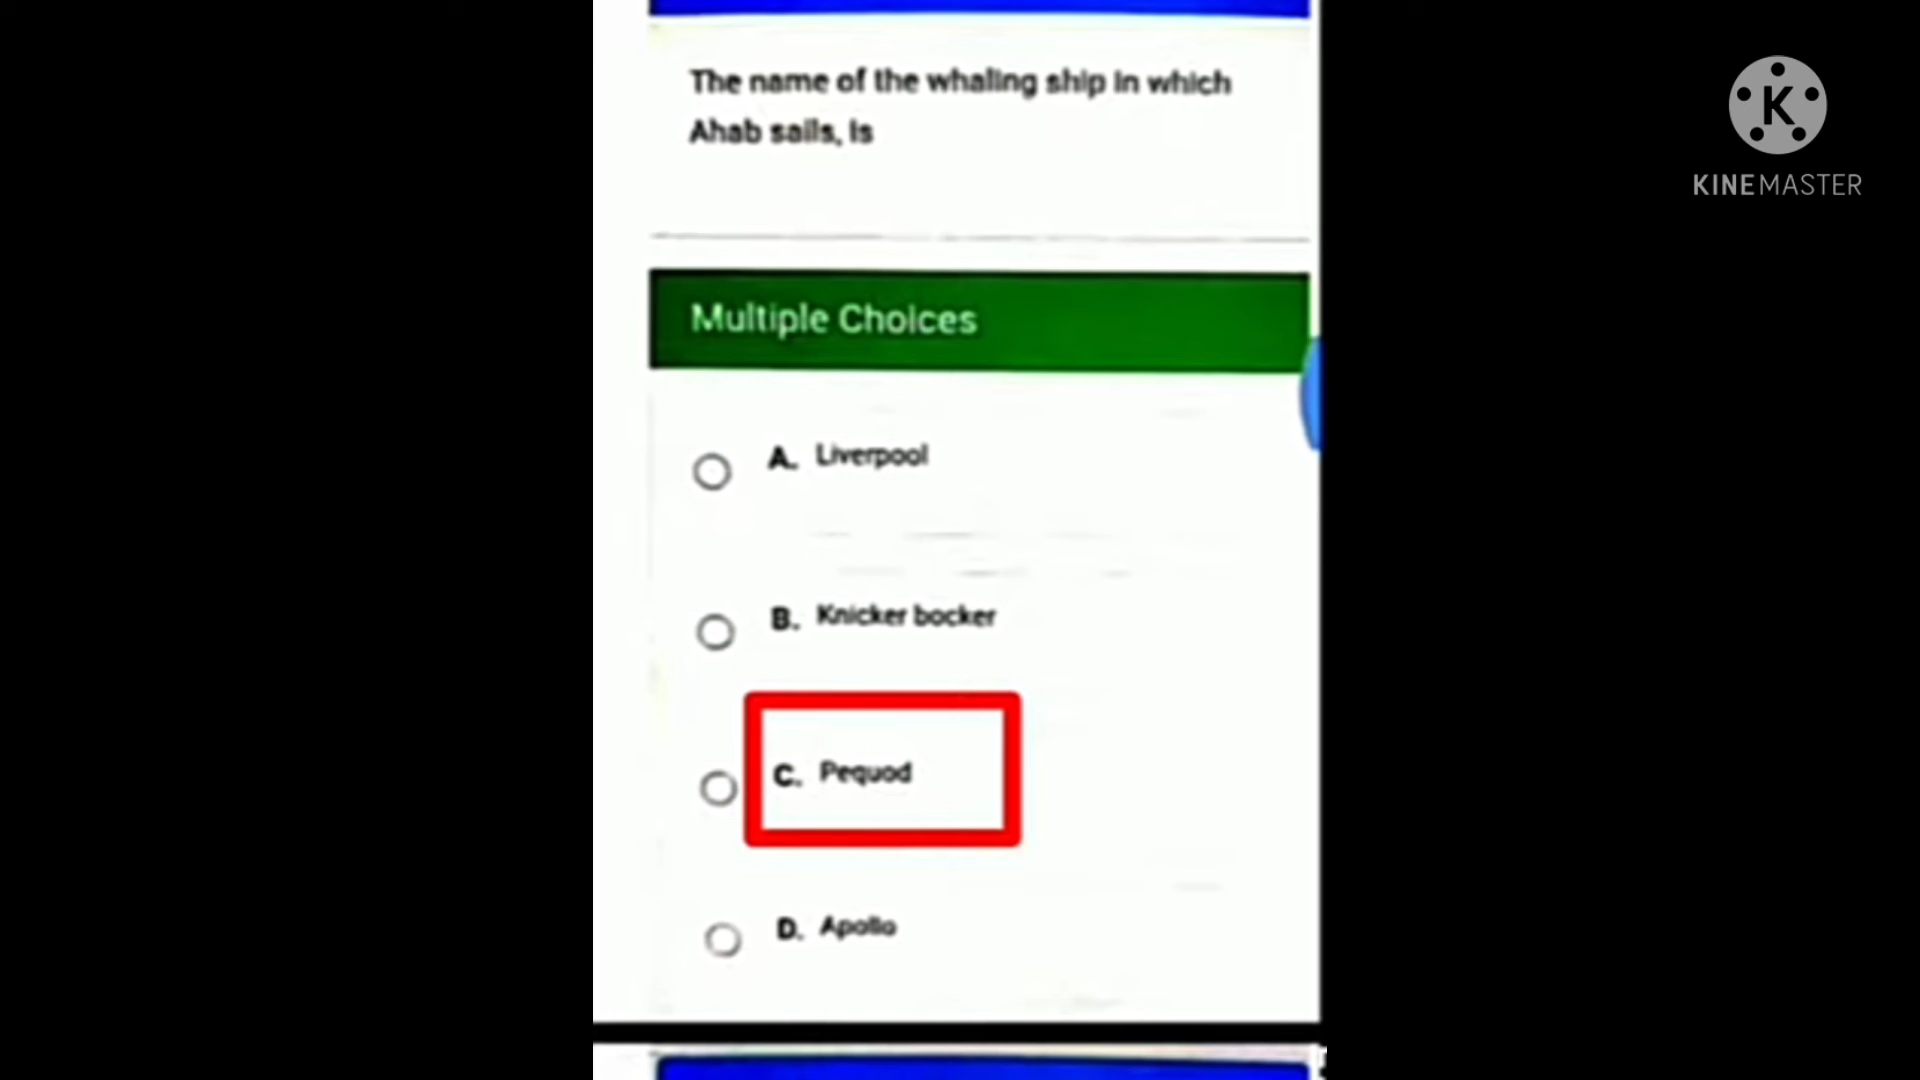 The name of the whaling ship in which
Ahab sails, is
Multiple Choices
A. Liverpool
B. Knicker bocker
C. Pequod
D. Apollo
K
KINEMASTER